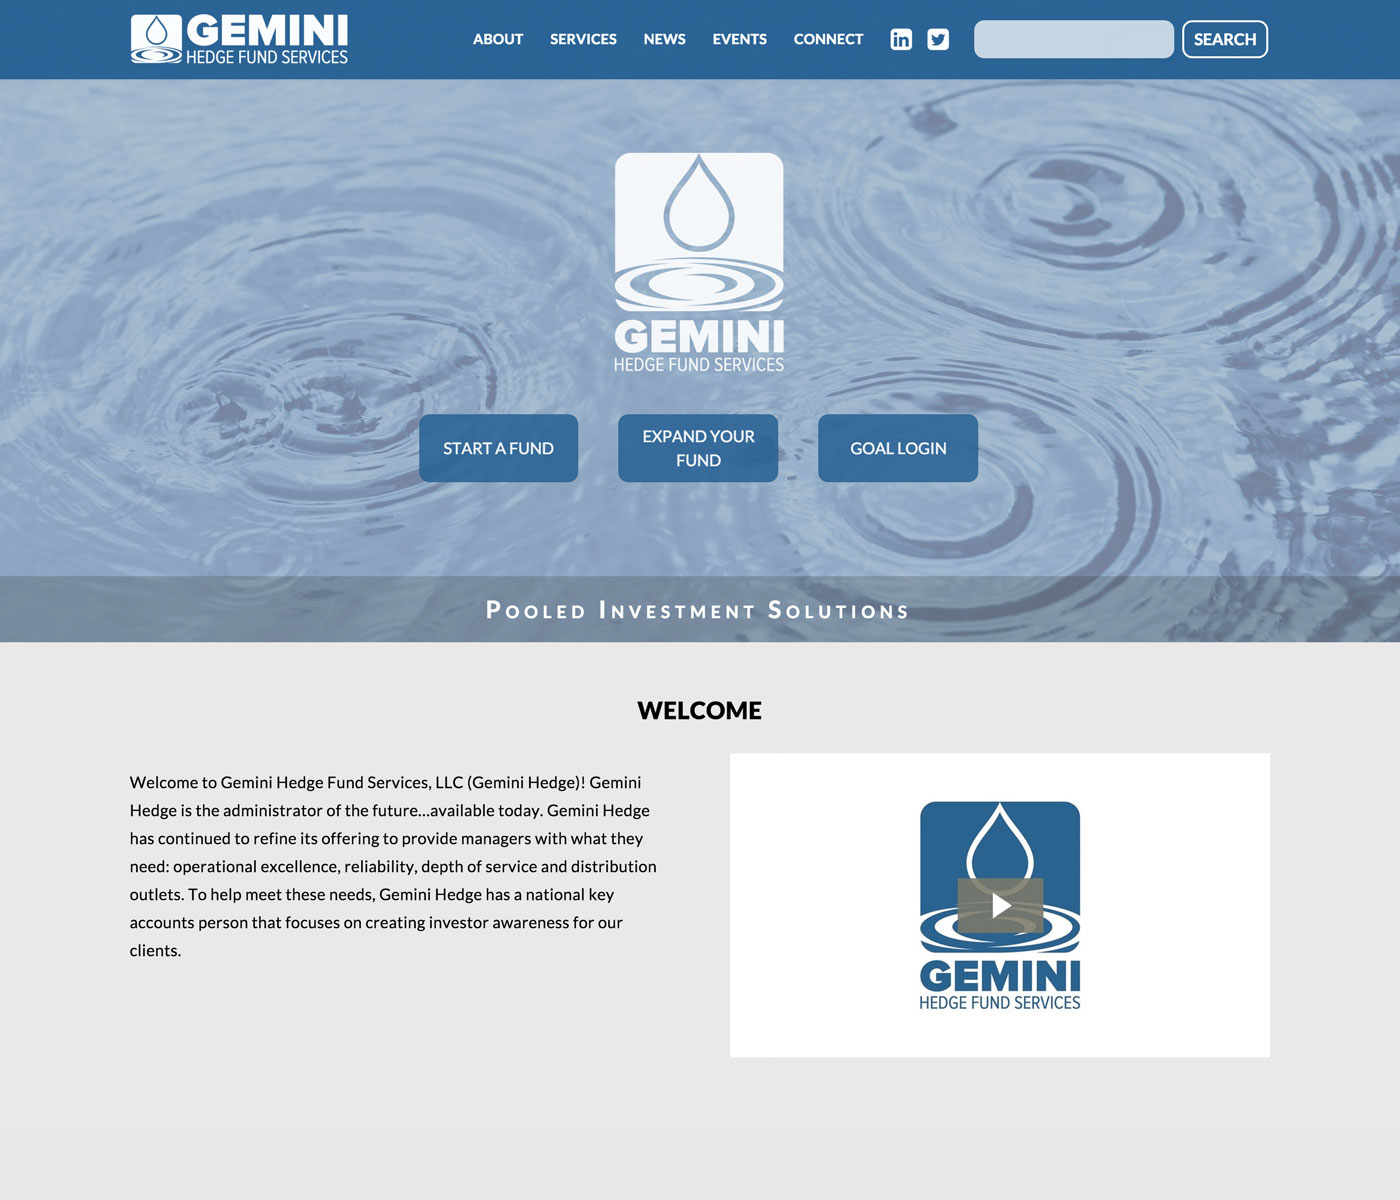 GEMINI
HEDGE FUND SERVICES
ABOUT SERVICES NEWS EVENTS CONNECT in SEARCH
GEMINI
HEDGE FUND SERVICES
START A FUND
EXPAND YOUR
FUND
GOAL LOGIN
POOLED INVESTMENT SOLUTIONS
WELCOME
Welcome to Gemini Hedge Fund Services, LLC (Gemini Hedge)! Gemini
Hedge is the administrator of the future...available today. Gemini Hedge
has continued to refine its offering to provide managers with what they
need: operational excellence, reliability, depth of service and distribution
outlets. To help meet these needs, Gemini Hedge has a national key
accounts person that focuses on creating investor awareness for our
clients.
GEMINI
HEDGE FUND SERVICES